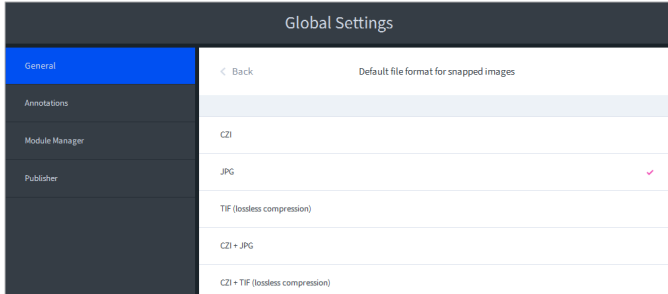 Global Settings
General
Annotations
Module Manager
Publisher
Back
Default file format for snapped images
CZI
JPG
TIF (lossless compression)
CZI + JPG
CZI + TIF (lossless compression)